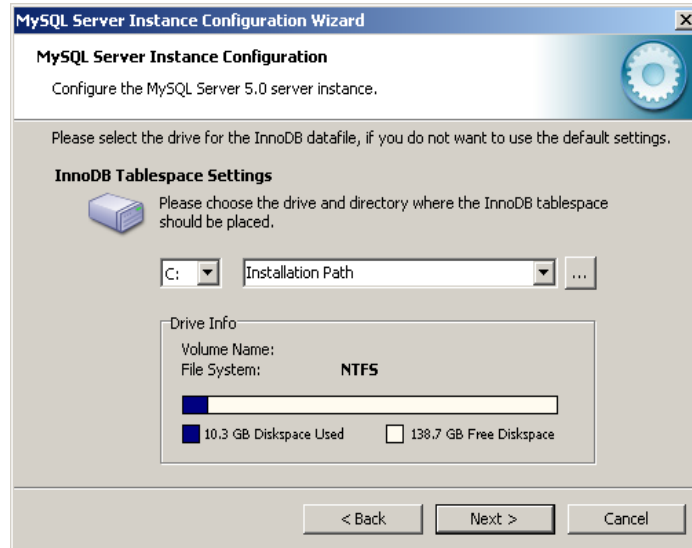 MySQL Server Instance Configuration Wizard
MySQL Server Instance Configuration
Configure the MySQL Server 5.0 server instance.
Please select the drive for the InnoDB datafile, if you do not want to use the default settings.
InnoDB Tablespace Settings
Please choose the drive and directory where the InnoDB tablespace
should be placed.
C: Installation Path ...
Drive Info
Volume Name:
File System: NTFS
10.3 GB Diskspace Used 138.7 GB Free Diskspace
< Back Next > Cancel